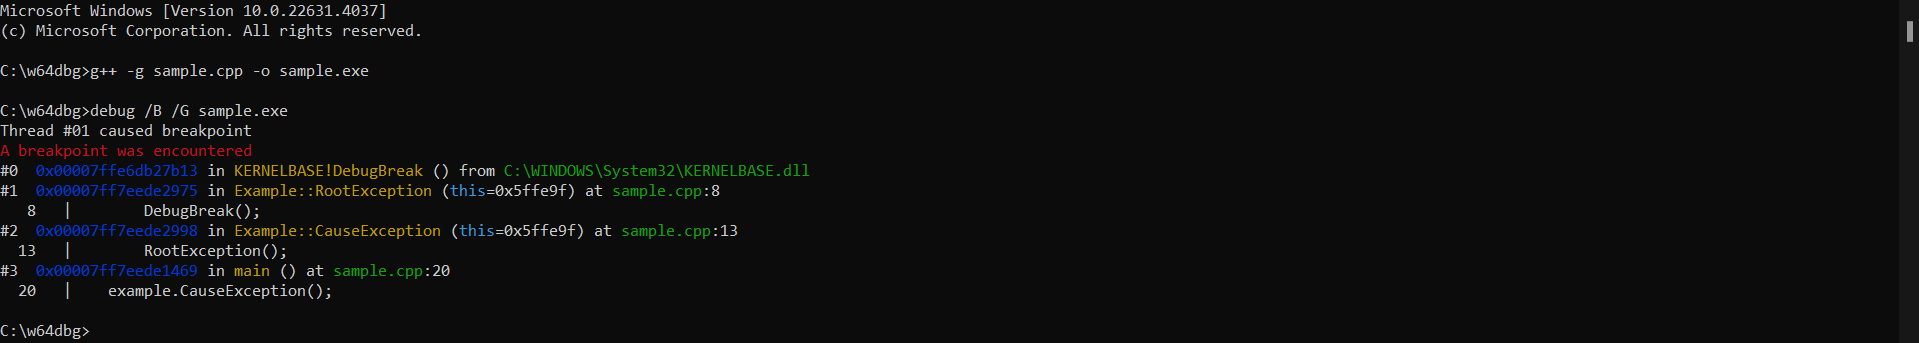 Microsoft Windows [Version 10.0.22631.4037]
(c) Microsoft Corporation. All rights reserved.
C:\w64dbg>g++ -g sample.cpp -o sample.exe
C:\w64dbg>debug /B /G sample.exe
Thread #01 caused breakpoint
A breakpoint was encountered
#0  0x00007ffe6db27b13 in KERNELBASE!DebugBreak () from C:\WINDOWS\System32\KERNELBASE.dll
#1  0x00007ff7eede2975 in Example::RootException (this=0x5ffe9f) at sample.cpp:8
   8   |        DebugBreak();
#2  0x00007ff7eede2998 in Example::CauseException (this=0x5ffe9f) at sample.cpp:13
  13   |        RootException();
#3  0x00007ff7eede1469 in main () at sample.cpp:20
  20   |    example.CauseException();
C:\w64dbg>